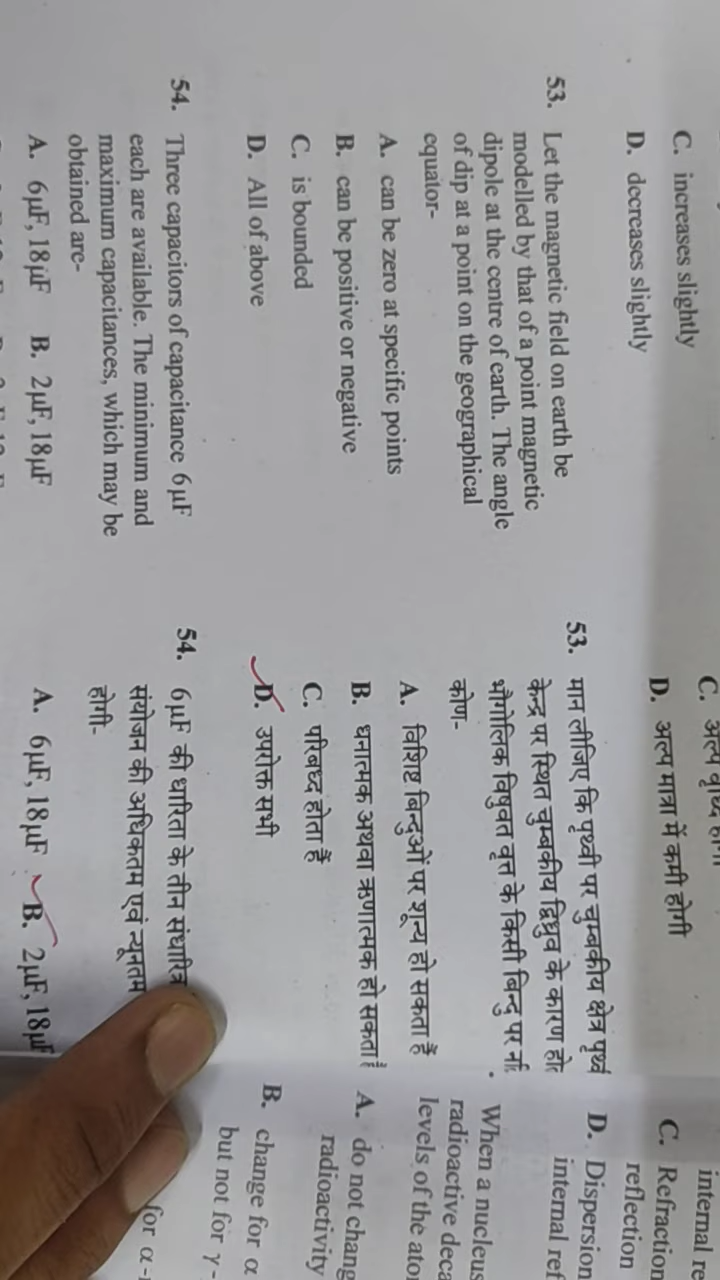 C. increases slightly
D. decreases slightly
53. Let the magnetic field on earth be
modelled by that of a point magnetic
dipole at the centre of earth. The angle
of dip at a point on the geographical
equator-
A. can be zero at specific points
B. can be positive or negative
C. is bounded
D. All of above
54. Three capacitors of capacitance 6μF
each are available. The minimum and
maximum capacitances, which may be
obtained are-
A. 6μF, 18μF B. 2μF, 18μF
C. अल्प
D. अल्प मात्रा में कमी होगी
53. मान लीजिए कि पृथ्वी पर चुम्बकीय क्षेत्र
केन्द्र पर स्थित चुम्बकीय द्विध्रुव के कारण
भौगोलिक विषुवत वृत्त के किसी बिन्दु पर
कोण-
A. विशिष्ट बिन्दुओं पर शून्य हो सकता है
B. धनात्मक अथवा ऋणात्मक हो सकता है
C. परिबध्द होता है
D. उपरोक्त सभी
54. 6μF की धारिता के तीन संधारित्र
संयोजन की अधिकतम एवं न्यूनतम
होगी-
A. 6μF, 18μF B. 2μF, 18μF
internal
C. Refraction
reflection
D. Dispersion
internal
When a nucleus
radioactive
levels of the
A. do not
radioactivity
B. change for α
but not for γ-
for α-